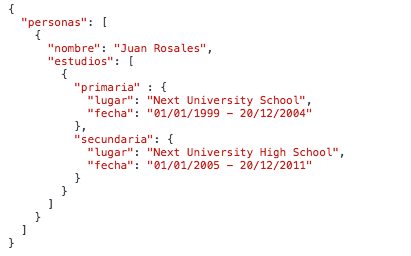 {
  "personas": [
    {
      "nombre": "Juan Rosales",
      "estudios": [
        {
          "primaria" : {
            "lugar": "Next University School",
            "fecha": "01/01/1999 – 20/12/2004"
          },
          "secundaria": {
            "lugar": "Next University High School",
            "fecha": "01/01/2005 – 20/12/2011"
          }
        }
      ]
    }
  ]
}